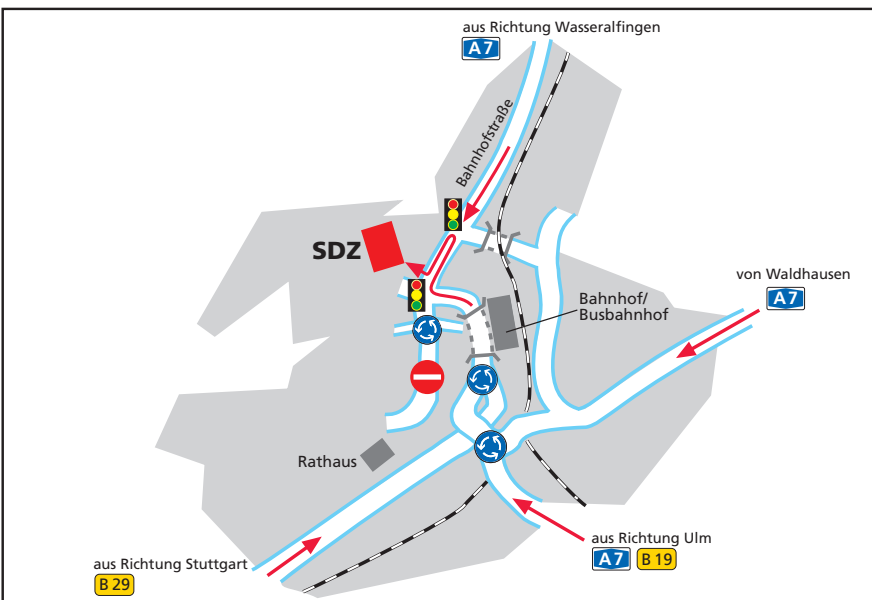 aus Richtung Wasseralfingen
A7
Bahnhofstraße
SDZ
von Waldhausen
A7
Bahnhof/
Busbahnhof
Rathaus
aus Richtung Ulm
A7 B 19
aus Richtung Stuttgart
B 29